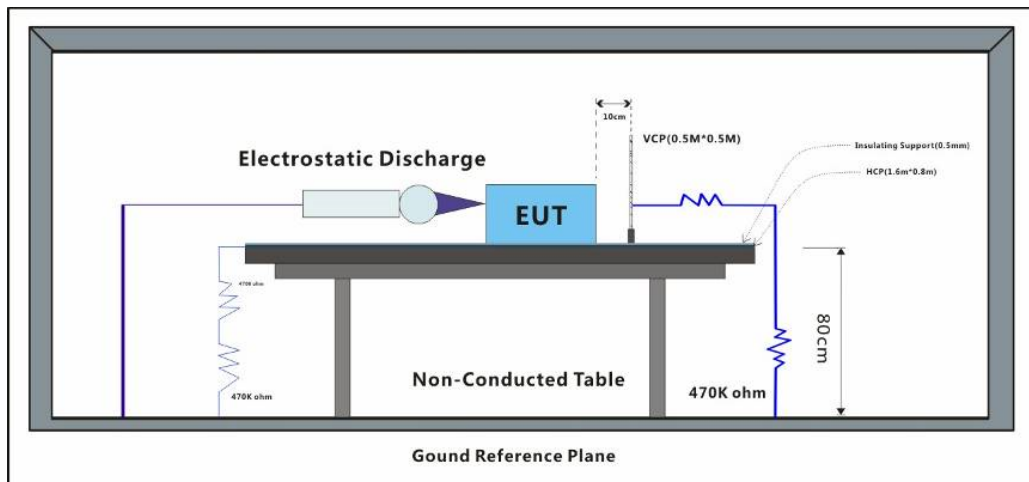 10cm
VCP(0.5M*0.5M)
Insulating Support(0.5mm)
Electrostatic Discharge
HCP(1.6m*0.8m)
EUT
470K ohm
80cm
Non-Conducted Table
470K ohm
470K ohm
Gound Reference Plane